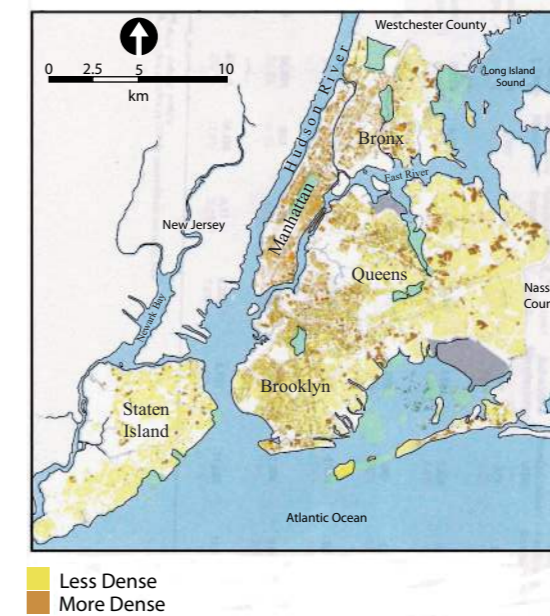 Westchester County
0 2.5 5 10
km
Long Island
Sound
Hudson River
Bronx
East River
Manhattan
New Jersey
Queens
Nass
Cour
Newark Bay
Brooklyn
Staten
Island
Atlantic Ocean
Less Dense
More Dense